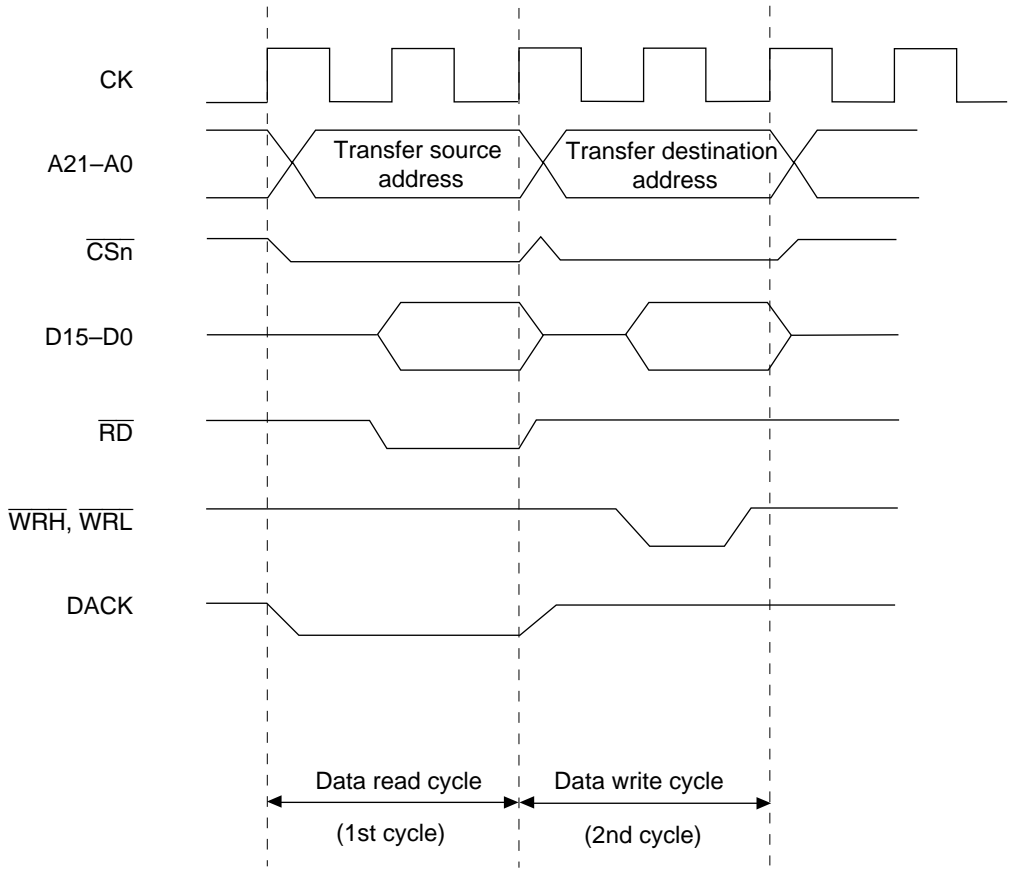 CK
A21–A0
Transfer source
address
Transfer destination
address
CSn
D15–D0
RD
WRH, WRL
DACK
Data read cycle
(1st cycle)
Data write cycle
(2nd cycle)